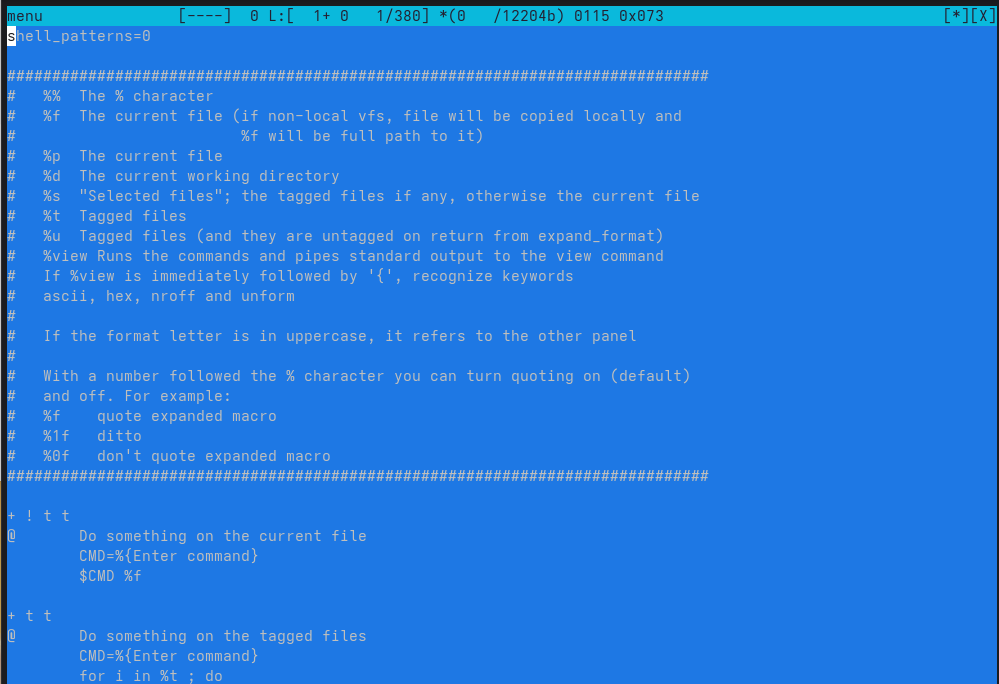 menu [----] 0 L:[ 1+ 0 1/380] *(0 /12204b) 0115 0x073 [*][X]
shell_patterns=0
##############################################################################
# %% The % character
# %f The current file (if non-local vfs, file will be copied locally and
# %f will be full path to it)
# %p The current file
# %d The current working directory
# %s "Selected files"; the tagged files if any, otherwise the current file
# %t Tagged files
# %u Tagged files (and they are untagged on return from expand_format)
# %view Runs the commands and pipes standard output to the view command
# If %view is immediately followed by '{', recognize keywords
# ascii, hex, nroff and unform
#
# If the format letter is in uppercase, it refers to the other panel
#
# With a number followed the % character you can turn quoting on (default)
# and off. For example:
# %f quote expanded macro
# %1f ditto
# %0f don't quote expanded macro
##############################################################################
+ ! t t
@ Do something on the current file
CMD=%{Enter command}
$CMD %f
+ t t
@ Do something on the tagged files
CMD=%{Enter command}
for i in %t ; do